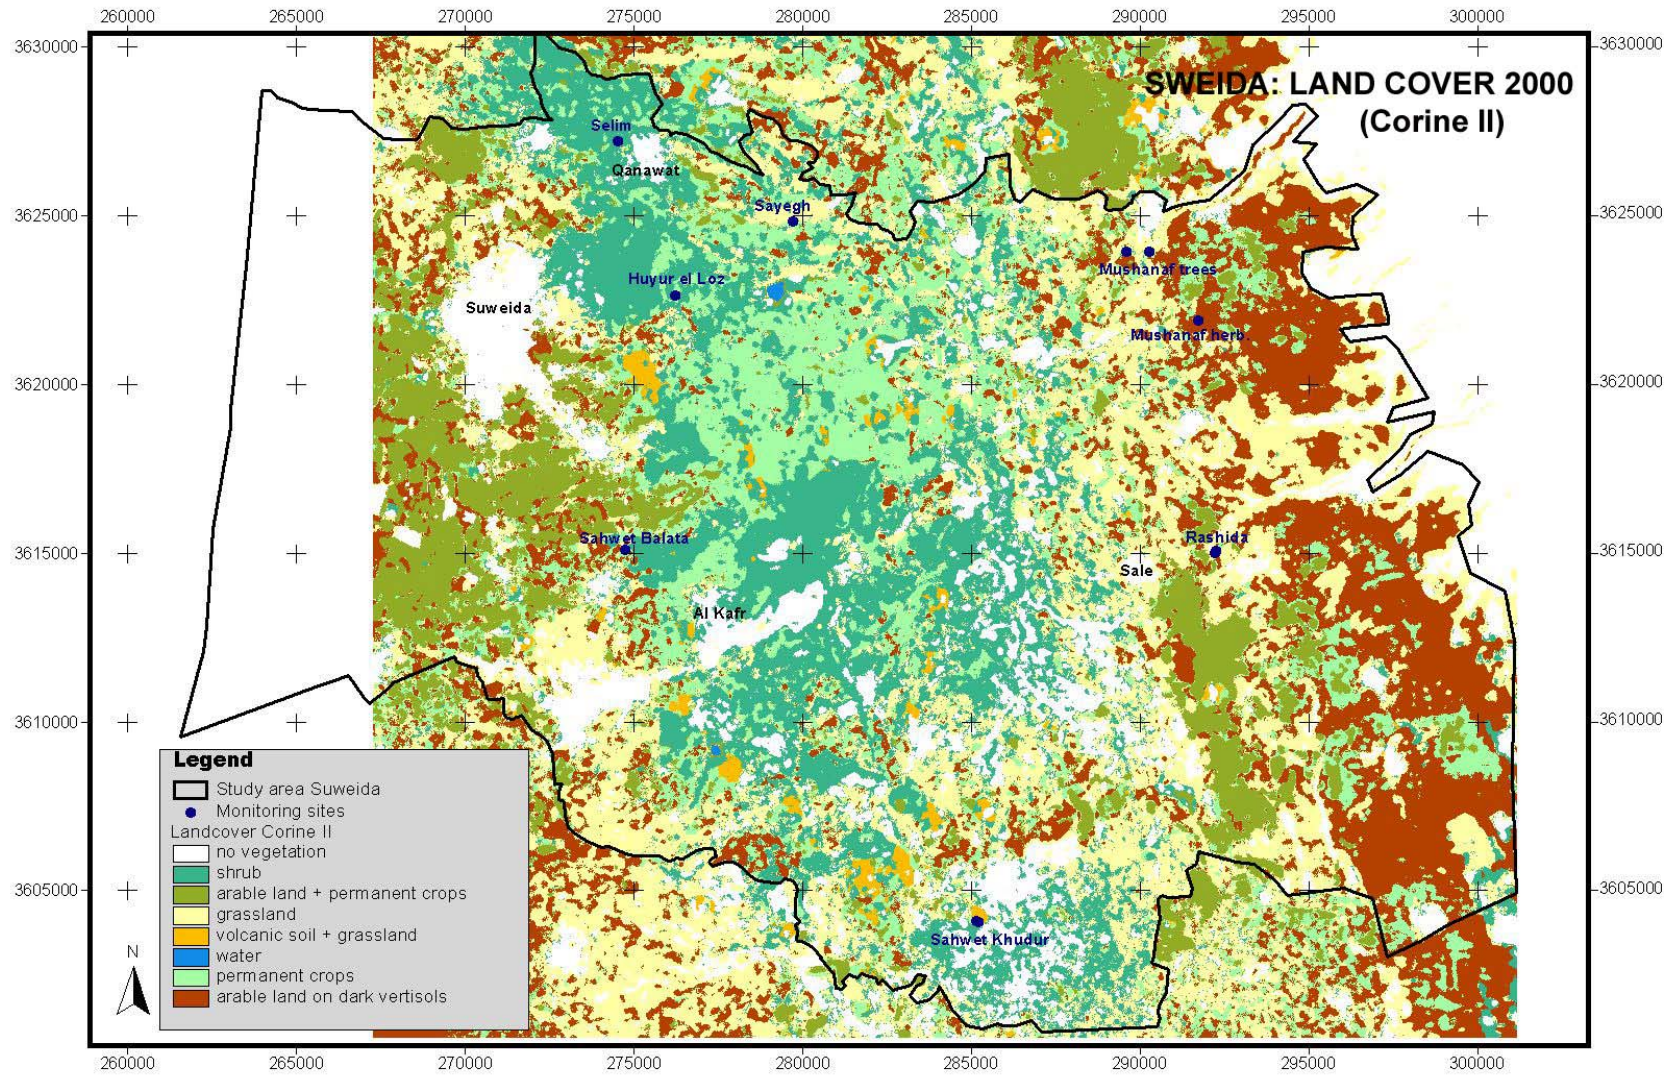 260000 265000 270000 275000 280000 285000 290000 295000 300000
3630000 3630000
SWEIDA: LAND COVER 2000
(Corine II)
Selim
Qanawat
Sayegh
3625000 3625000
Mushanaf trees
Huyur el Loz
Suweida
Mushanaf herb.
3620000 3620000
Sahwet Balata
Rashida
3615000 3615000
Sale
Al Kafr
3610000 3610000
Legend
Study area Suweida
Monitoring sites
Landcover Corine II
no vegetation
shrub
arable land + permanent crops
grassland
volcanic soil + grassland
water
permanent crops
arable land on dark vertisols
3605000
Sahwet Khudur
N
260000 265000 270000 275000 280000 285000 290000 295000 300000
3605000